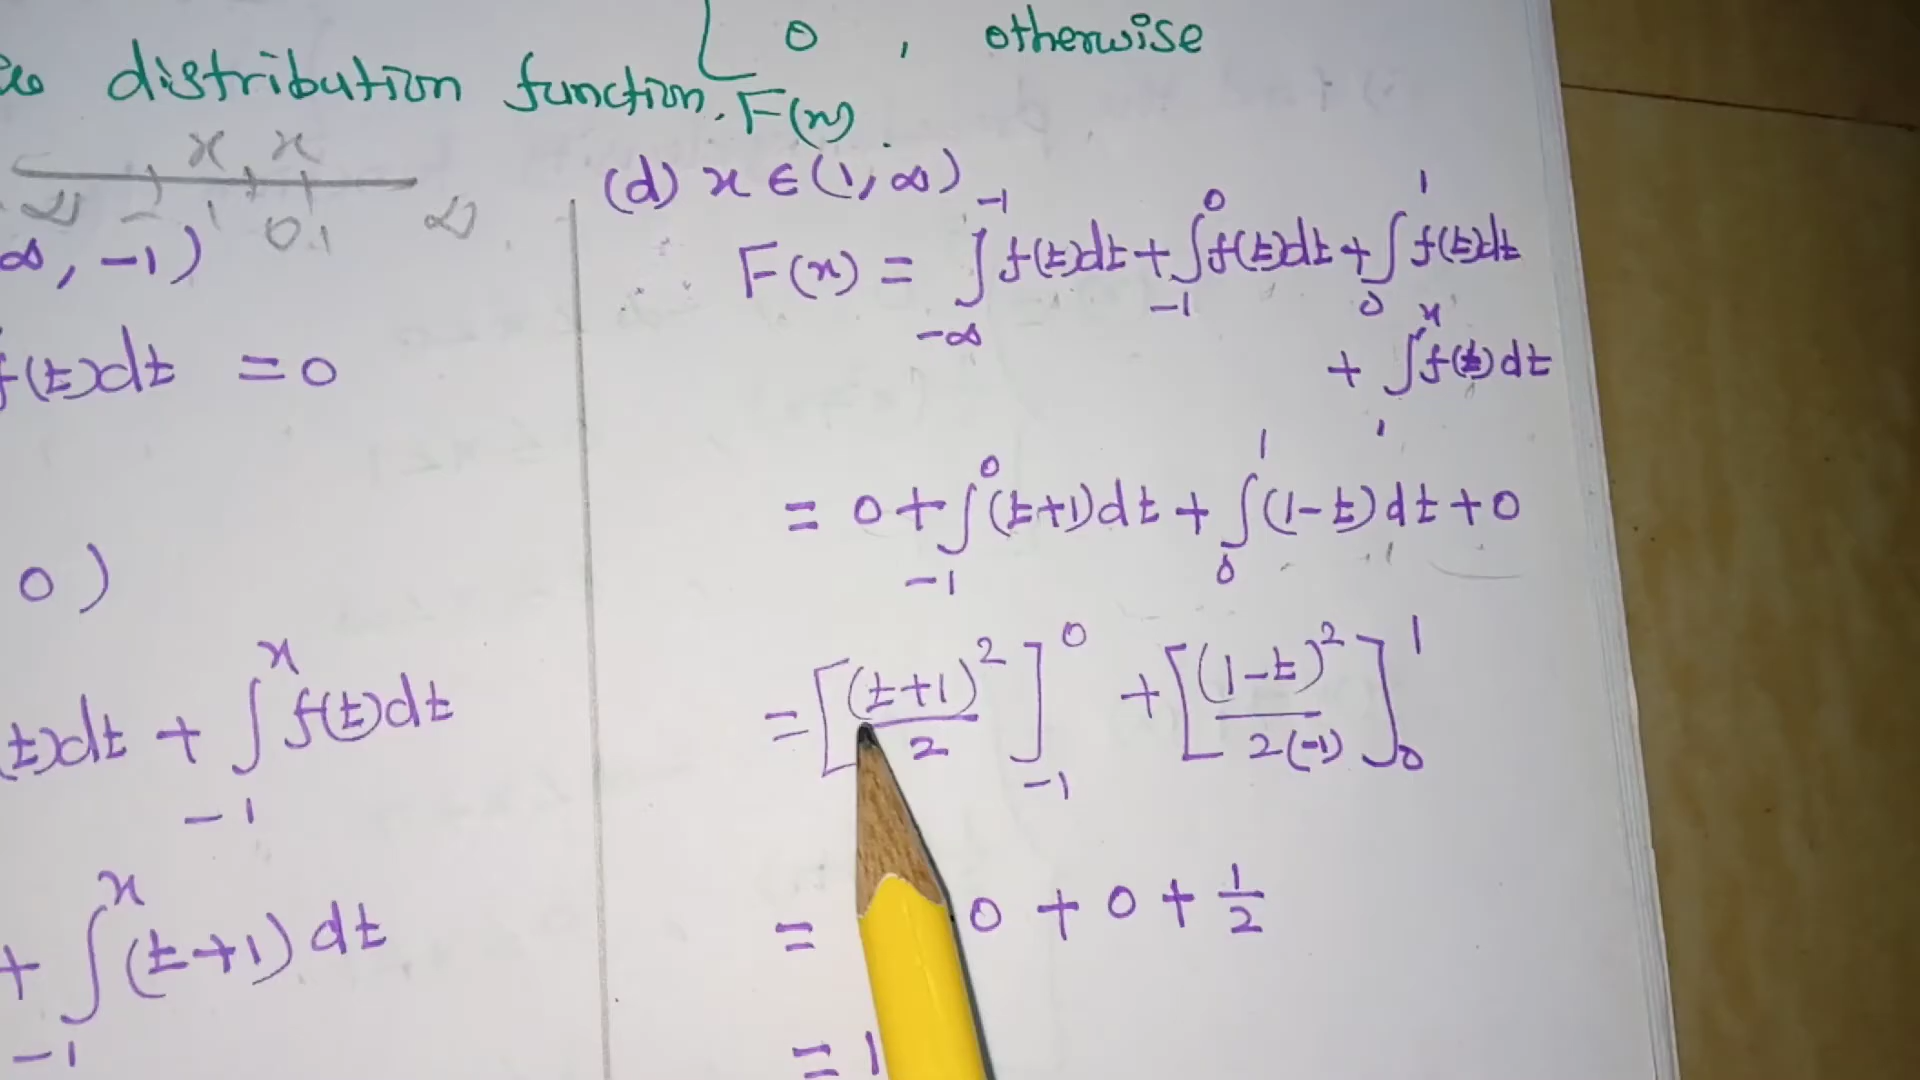 0 , otherwise
distribution function. F(x)
x x
-1 0 1 ∞
∞, -1)
f(t)dt = 0
0 )
t)dt + ∫_{-1}^{x} f(t)dt
+ ∫_{-1}^{x} (t+1) dt
(d) x ∈ (1, ∞)
F(x) = ∫_{-∞}^{-1} f(t)dt + ∫_{-1}^{0} f(t)dt + ∫_{0}^{1} f(t)dt
+ ∫_{1}^{x} f(t) dt
= 0 + ∫_{-1}^{0} (t+1) dt + ∫_{0}^{1} (1-t) dt + 0
= [(t+1)^2/2]_{-1}^{0} + [(1-t)^2/2(-1)]_{0}^{1}
= 0 + 0 + 1/2
= 1